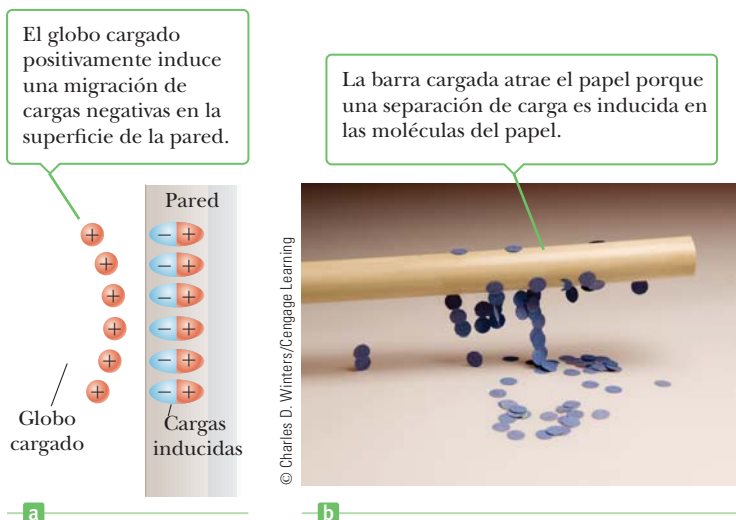 El globo cargado
positivamente induce
una migración de
cargas negativas en la
superficie de la pared.
La barra cargada atrae el papel porque
una separación de carga es inducida en
las moléculas del papel.
Pared
+ − +
+ − +
+ − +
+ − +
+ − +
+ − +
Globo
cargado
Cargas
inducidas
© Charles D. Winters/Cengage Learning
a
b